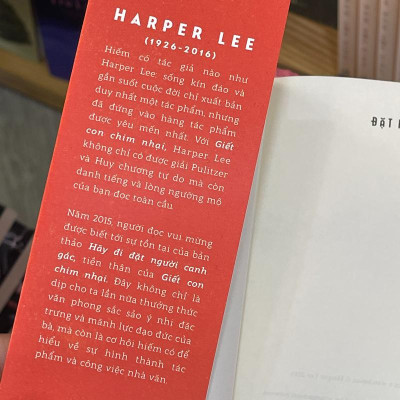 HARPER LEE
(1926-2016)
Hiếm có tác giả nào như
Harper Lee: sống kín đáo và
gần suốt cuộc đời chỉ xuất bản
duy nhất một tác phẩm, nhưng
đã đứng vào hàng tác phẩm
được yêu mến nhất. Với Giết
con chim nhại, Harper Lee
không chỉ có được giải Pulitzer
và Huy chương tự do mà còn
danh tiếng và lòng ngưỡng mộ
của bạn đọc toàn cầu.
Năm 2015, người đọc vui mừng
được biết tới sự tồn tại của bản
thảo Hãy đi đặt người canh
gác, tiền thân của Giết con
chim nhại. Đây không chỉ là
dịp cho ta lần nữa thưởng thức
văn phong sắc sảo ý nhị đặc
trưng và mãnh lực đạo đức của
bà, mà còn là cơ hội hiếm có để
hiểu về sự hình thành tác
phẩm và công việc nhà văn.
ĐẶT